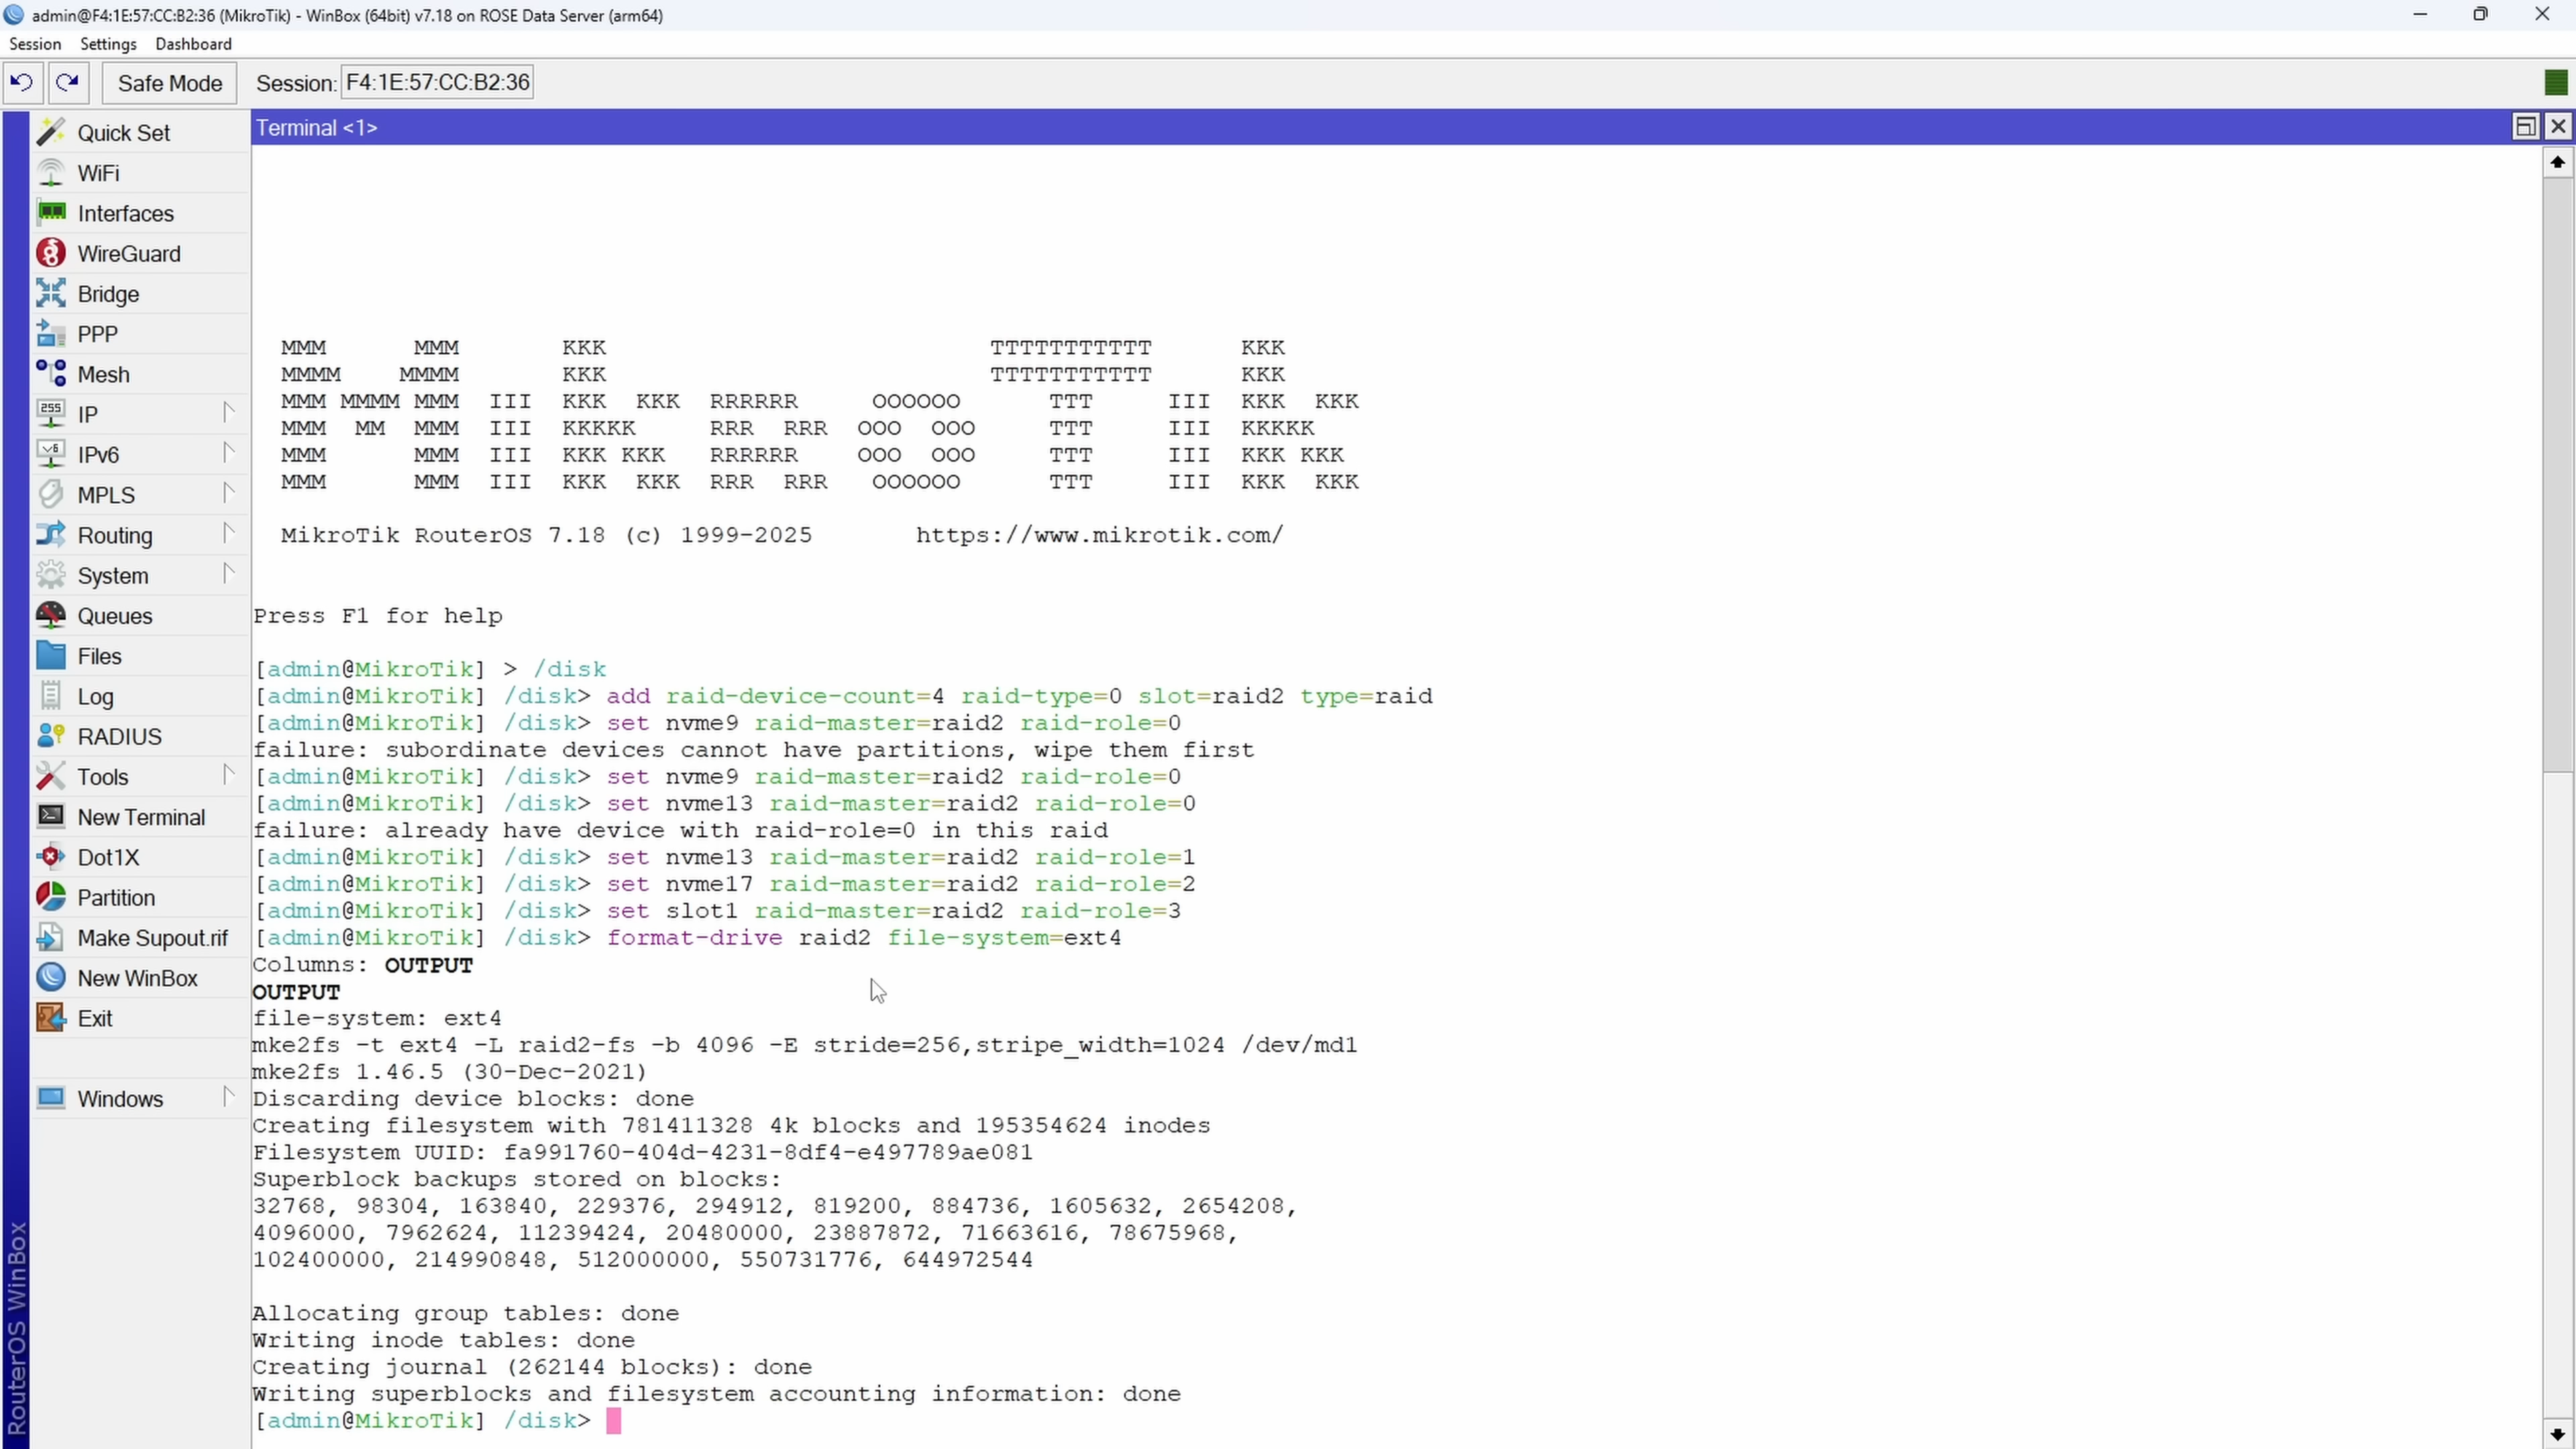 admin@F4:1E:57:CC:B2:36 (MikroTik) - WinBox (64bit) v7.18 on ROSE Data Server (arm64)
Session Settings Dashboard
Safe Mode Session: F4:1E:57:CC:B2:36
Quick Set
WiFi
Interfaces
WireGuard
Bridge
PPP
Mesh
IP
IPv6
MPLS
Routing
System
Queues
Files
Log
RADIUS
Tools
New Terminal
Dot1X
Partition
Make Supout.rif
New WinBox
Exit
Windows
RouterOS WinBox
Terminal <1>
MMM      MMM       KKK                          TTTTTTTTTTT      KKK
MMMM    MMMM       KKK                          TTTTTTTTTTT      KKK
MMM MMMM MMM  III  KKK  KKK  RRRRRR     OOOOOO      TTT     III  KKK  KKK
MMM  MM  MMM  III  KKKKK     RRR  RRR  OOO  OOO     TTT     III  KKKKK
MMM      MMM  III  KKK KKK   RRRRRR    OOO  OOO     TTT     III  KKK KKK
MMM      MMM  III  KKK  KKK  RRR  RRR   OOOOOO      TTT     III  KKK  KKK
MikroTik RouterOS 7.18 (c) 1999-2025       https://www.mikrotik.com/
Press F1 for help
[admin@MikroTik] > /disk
[admin@MikroTik] /disk> add raid-device-count=4 raid-type=0 slot=raid2 type=raid
[admin@MikroTik] /disk> set nvme9 raid-master=raid2 raid-role=0
failure: subordinate devices cannot have partitions, wipe them first
[admin@MikroTik] /disk> set nvme9 raid-master=raid2 raid-role=0
[admin@MikroTik] /disk> set nvme13 raid-master=raid2 raid-role=0
failure: already have device with raid-role=0 in this raid
[admin@MikroTik] /disk> set nvme13 raid-master=raid2 raid-role=1
[admin@MikroTik] /disk> set nvme17 raid-master=raid2 raid-role=2
[admin@MikroTik] /disk> set slot1 raid-master=raid2 raid-role=3
[admin@MikroTik] /disk> format-drive raid2 file-system=ext4
Columns: OUTPUT
OUTPUT
file-system: ext4
mke2fs -t ext4 -L raid2-fs -b 4096 -E stride=256,stripe_width=1024 /dev/md1
mke2fs 1.46.5 (30-Dec-2021)
Discarding device blocks: done
Creating filesystem with 781411328 4k blocks and 195354624 inodes
Filesystem UUID: fa991760-404d-4231-8df4-e497789ae081
Superblock backups stored on blocks:
32768, 98304, 163840, 229376, 294912, 819200, 884736, 1605632, 2654208,
4096000, 7962624, 11239424, 20480000, 23887872, 71663616, 78675968,
102400000, 214990848, 512000000, 550731776, 644972544
Allocating group tables: done
Writing inode tables: done
Creating journal (262144 blocks): done
Writing superblocks and filesystem accounting information: done
[admin@MikroTik] /disk>